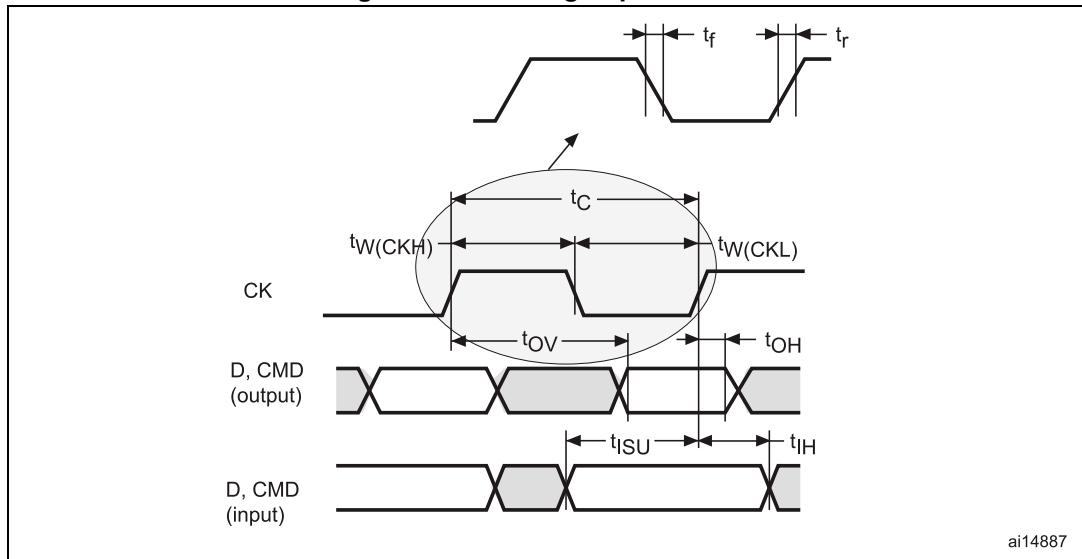 tf
tr
tC
tW(CKH)
tW(CKL)
CK
tOV
tOH
D, CMD
(output)
tISU
tIH
D, CMD
(input)
ai14887